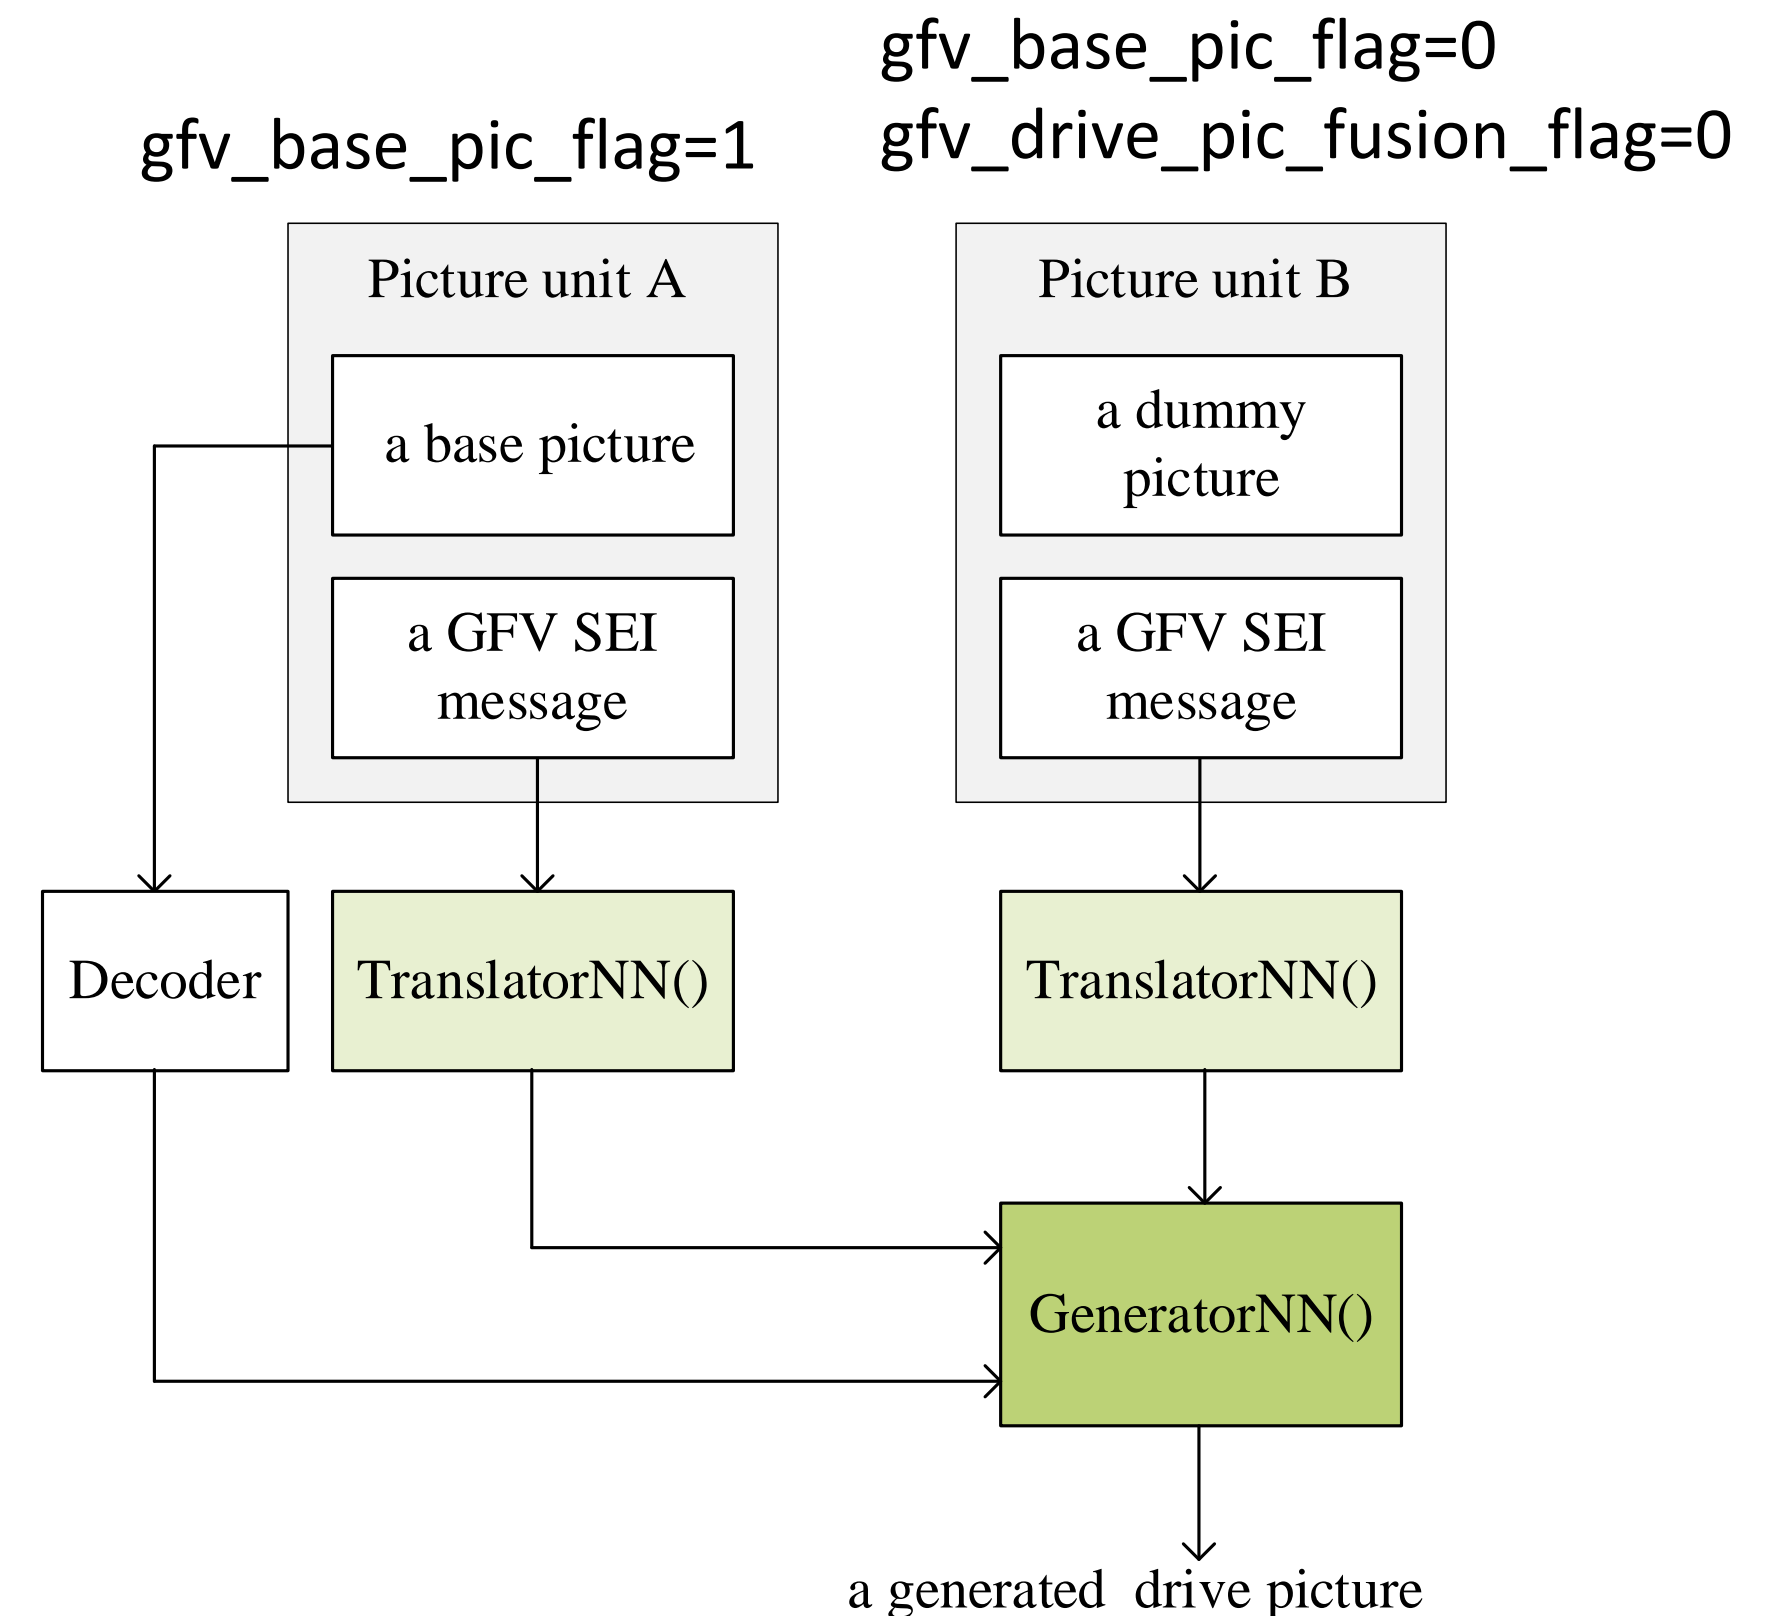 gfv_base_pic_flag=0
gfv_base_pic_flag=1
gfv_drive_pic_fusion_flag=0
Picture unit A
Picture unit B
a base picture
a dummy
picture
a GFV SEI
message
a GFV SEI
message
Decoder
TranslatorNN()
TranslatorNN()
GeneratorNN()
a generated drive picture